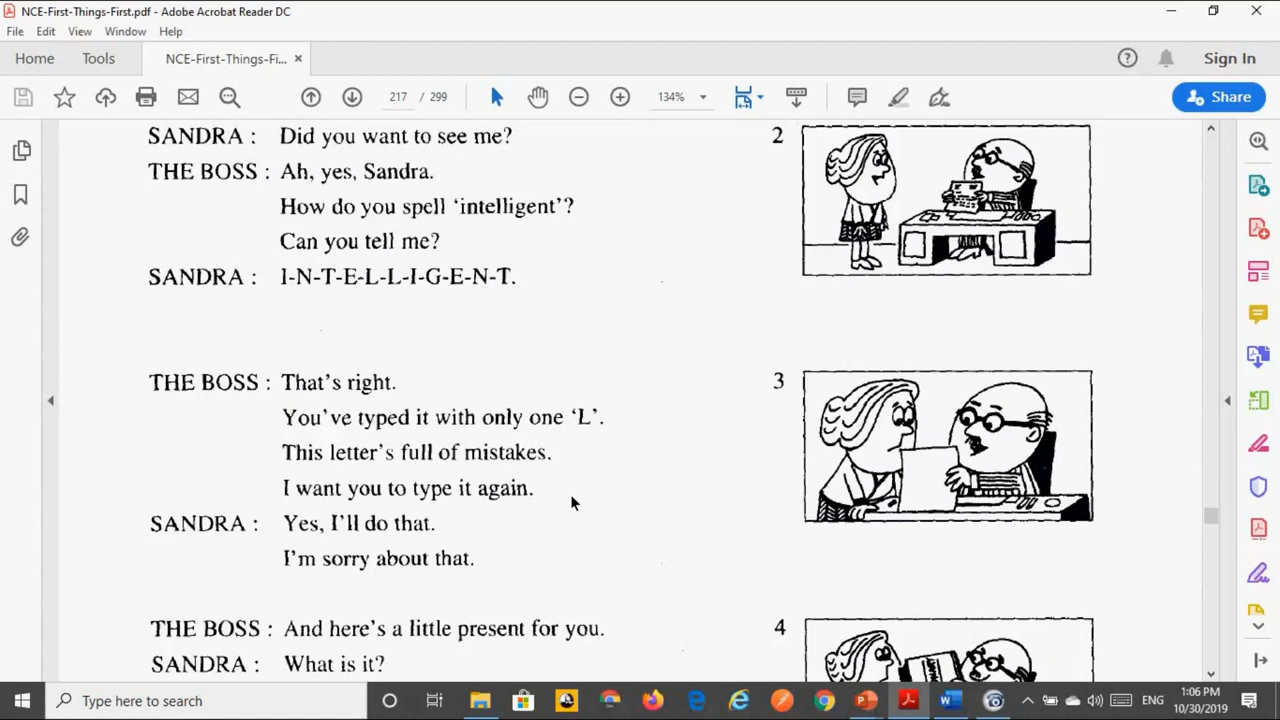 NCE-First-Things-First.pdf - Adobe Acrobat Reader DC
File Edit View Window Help
Home Tools NCE-First-Things-Fi... × Sign In
217 / 299 134% Share
SANDRA : Did you want to see me? 2
THE BOSS : Ah, yes, Sandra.
How do you spell ‘intelligent’?
Can you tell me?
SANDRA : I-N-T-E-L-L-I-G-E-N-T.
THE BOSS : That's right. 3
You've typed it with only one ‘L’.
This letter's full of mistakes.
I want you to type it again.
SANDRA : Yes, I'll do that.
I'm sorry about that.
THE BOSS : And here's a little present for you. 4
SANDRA : What is it?
Type here to search ENG 1:06 PM
10/30/2019